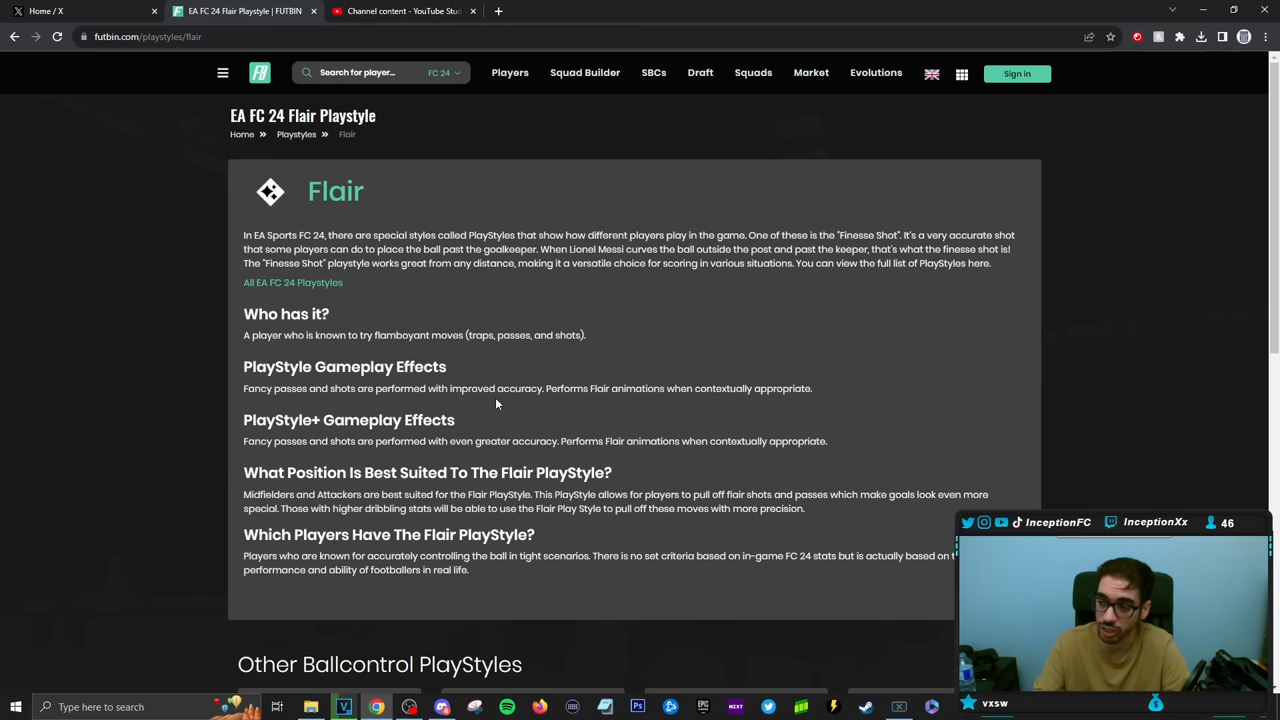 Home / X
EA FC 24 Flair Playstyle | FUTBIN
Channel content - YouTube Stud
futbin.com/playstyles/flair
Search for player...
FC 24
Players
Squad Builder
SBCs
Draft
Squads
Market
Evolutions
Sign in
EA FC 24 Flair Playstyle
Home » Playstyles » Flair
Flair
In EA Sports FC 24, there are special styles called PlayStyles that show how different players play in the game. One of these is the "Finesse Shot". It's a very accurate shot
that some players can do to place the ball past the goalkeeper. When Lionel Messi curves the ball outside the post and past the keeper, that's what the finesse shot is!
The "Finesse Shot" playstyle works great from any distance, making it a versatile choice for scoring in various situations. You can view the full list of PlayStyles here.
All EA FC 24 Playstyles
Who has it?
A player who is known to try flamboyant moves (traps, passes, and shots).
PlayStyle Gameplay Effects
Fancy passes and shots are performed with improved accuracy. Performs Flair animations when contextually appropriate.
PlayStyle+ Gameplay Effects
Fancy passes and shots are performed with even greater accuracy. Performs Flair animations when contextually appropriate.
What Position Is Best Suited To The Flair PlayStyle?
Midfielders and Attackers are best suited for the Flair PlayStyle. This PlayStyle allows for players to pull off flair shots and passes which make goals look even more
special. Those with higher dribbling stats will be able to use the Flair Play Style to pull off these moves with more precision.
Which Players Have The Flair PlayStyle?
Players who are known for accurately controlling the ball in tight scenarios. There is no set criteria based on in-game FC 24 stats but is actually based on
performance and ability of footballers in real life.
Other Ballcontrol PlayStyles
InceptionFC
InceptionXx
46
vxsw
Type here to search